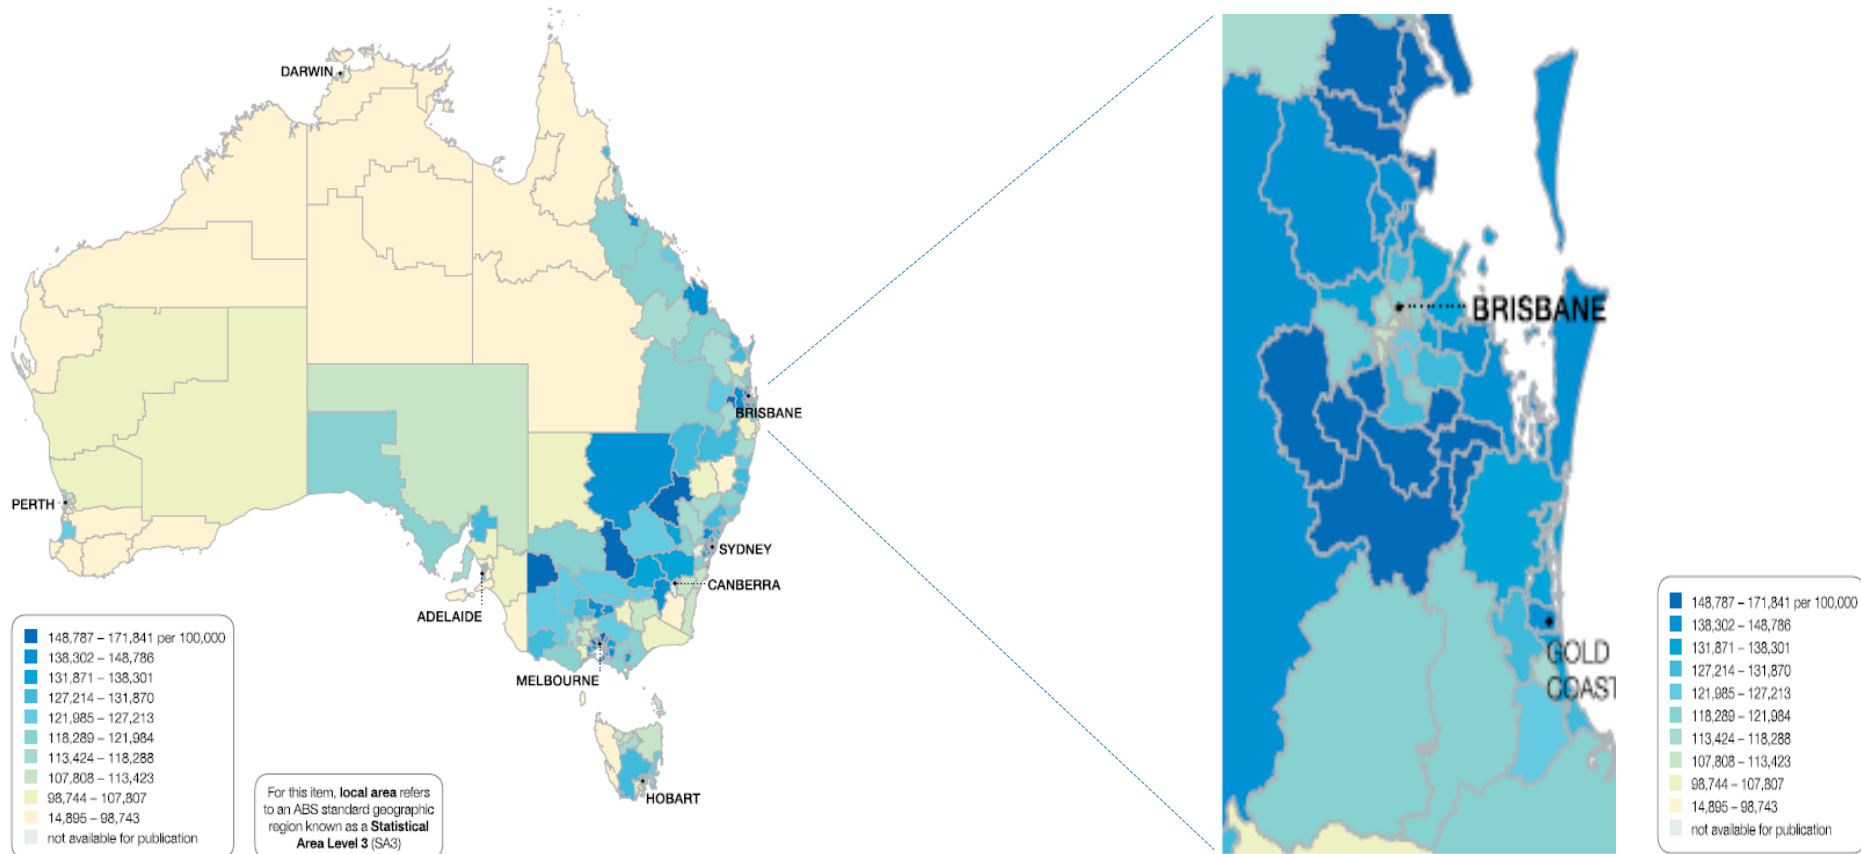 DARWIN
BRISBANE
PERTH
SYDNEY
CANBERRA
ADELAIDE
MELBOURNE
HOBART
148,787 – 171,841 per 100,000
138,302 – 148,786
131,871 – 138,301
127,214 – 131,870
121,985 – 127,213
118,289 – 121,984
113,424 – 118,288
107,808 – 113,423
98,744 – 107,807
14,895 – 98,743
not available for publication
For this item, local area refers
to an ABS standard geographic
region known as a Statistical
Area Level 3 (SA3)
BRISBANE
GOLD
COAST
148,787 – 171,841 per 100,000
138,302 – 148,786
131,871 – 138,301
127,214 – 131,870
121,985 – 127,213
118,289 – 121,984
113,424 – 118,288
107,808 – 113,423
98,744 – 107,807
14,895 – 98,743
not available for publication